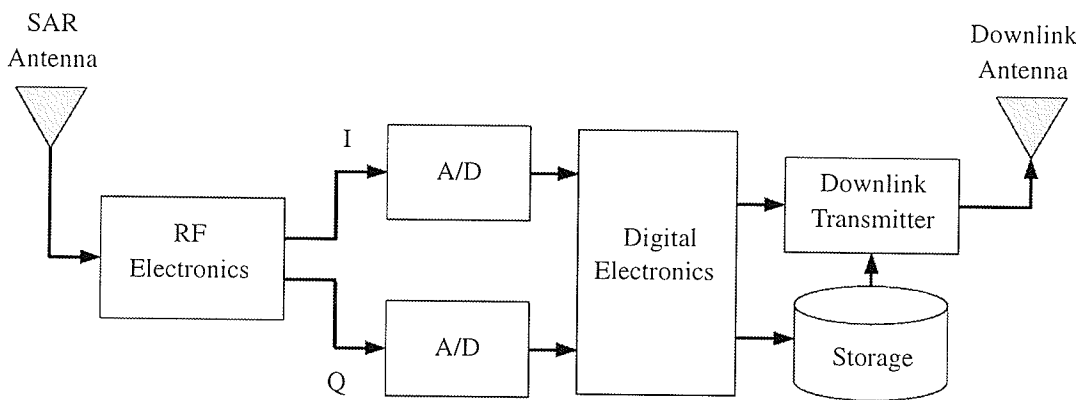 SAR
Antenna
Downlink
Antenna
I
A/D
RF
Electronics
Digital
Electronics
Downlink
Transmitter
Q
A/D
Storage